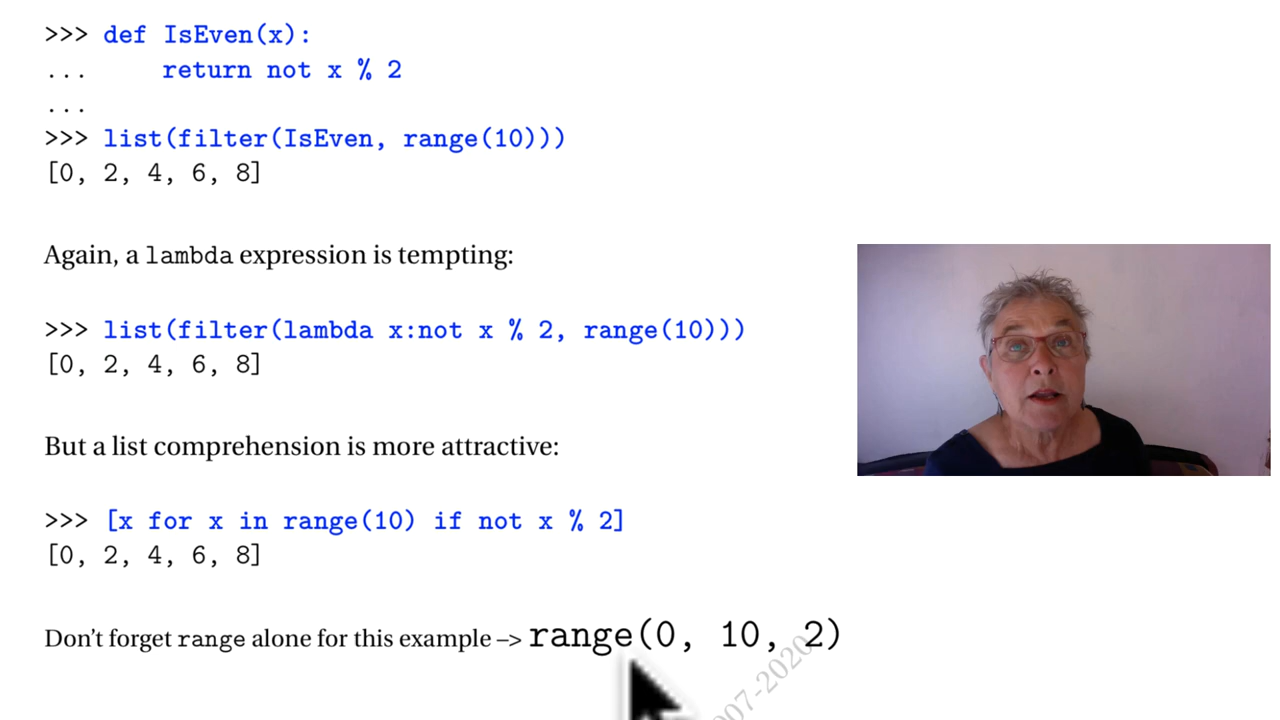 >>> def IsEven(x):
...     return not x % 2
...
>>> list(filter(IsEven, range(10)))
[0, 2, 4, 6, 8]
Again, a lambda expression is tempting:
>>> list(filter(lambda x:not x % 2, range(10)))
[0, 2, 4, 6, 8]
But a list comprehension is more attractive:
>>> [x for x in range(10) if not x % 2]
[0, 2, 4, 6, 8]
Don't forget range alone for this example –> range(0, 10, 2)